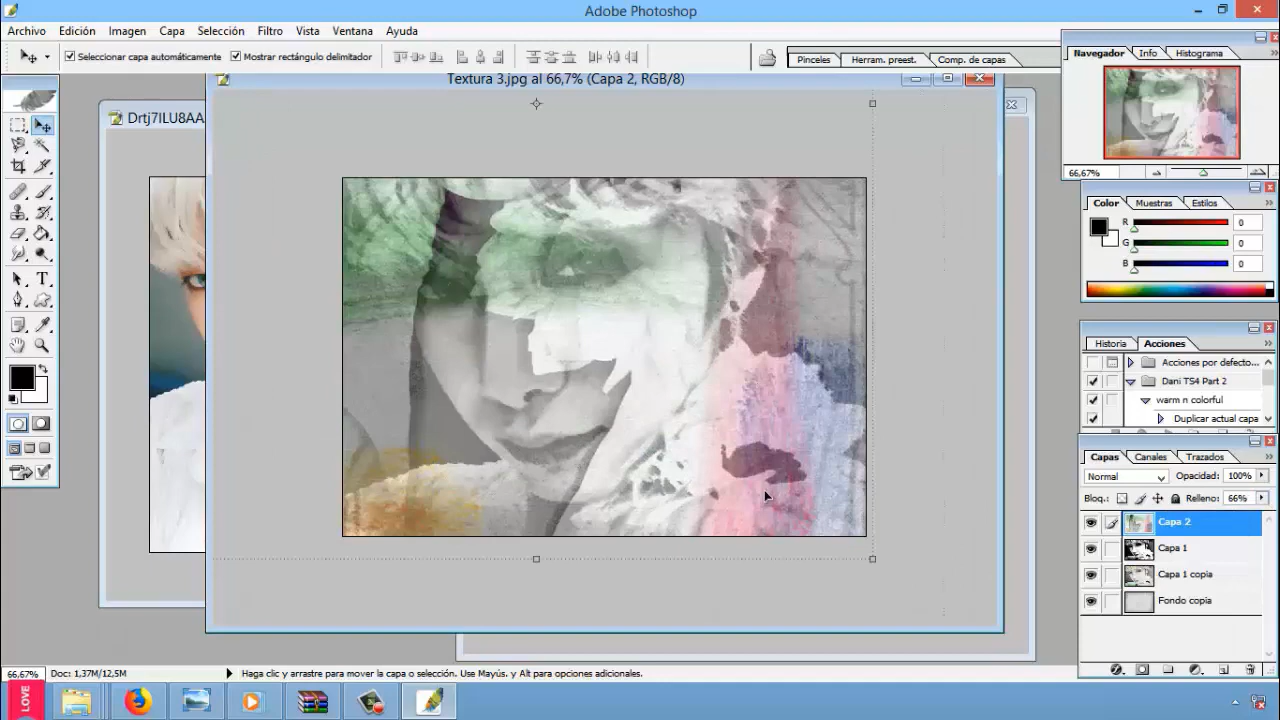 Adobe Photoshop
Archivo Edición Imagen Capa Selección Filtro Vista Ventana Ayuda
Seleccionar capa automáticamente Mostrar rectángulo delimitador
Pinceles Herram. preest. Comp. de capas
Navegador Info Histograma
Textura 3.jpg al 66,7% (Capa 2, RGB/8)
Drtj7ILU8AA
66,67%
Color Muestras Estilos
R 0
G 0
B 0
Historia Acciones
Acciones por defecto...
Dani TS4 Part 2
warm n colorful
Duplicar actual capa
Capas Canales Trazados
Normal Opacidad: 100%
Bloq.: Relleno: 66%
Capa 2
Capa 1
Capa 1 copia
Fondo copia
66,67% Doc: 1,37M/12,5M Haga clic y arrastre para mover la capa o selección. Use Mayús. y Alt para opciones adicionales.
LOVE